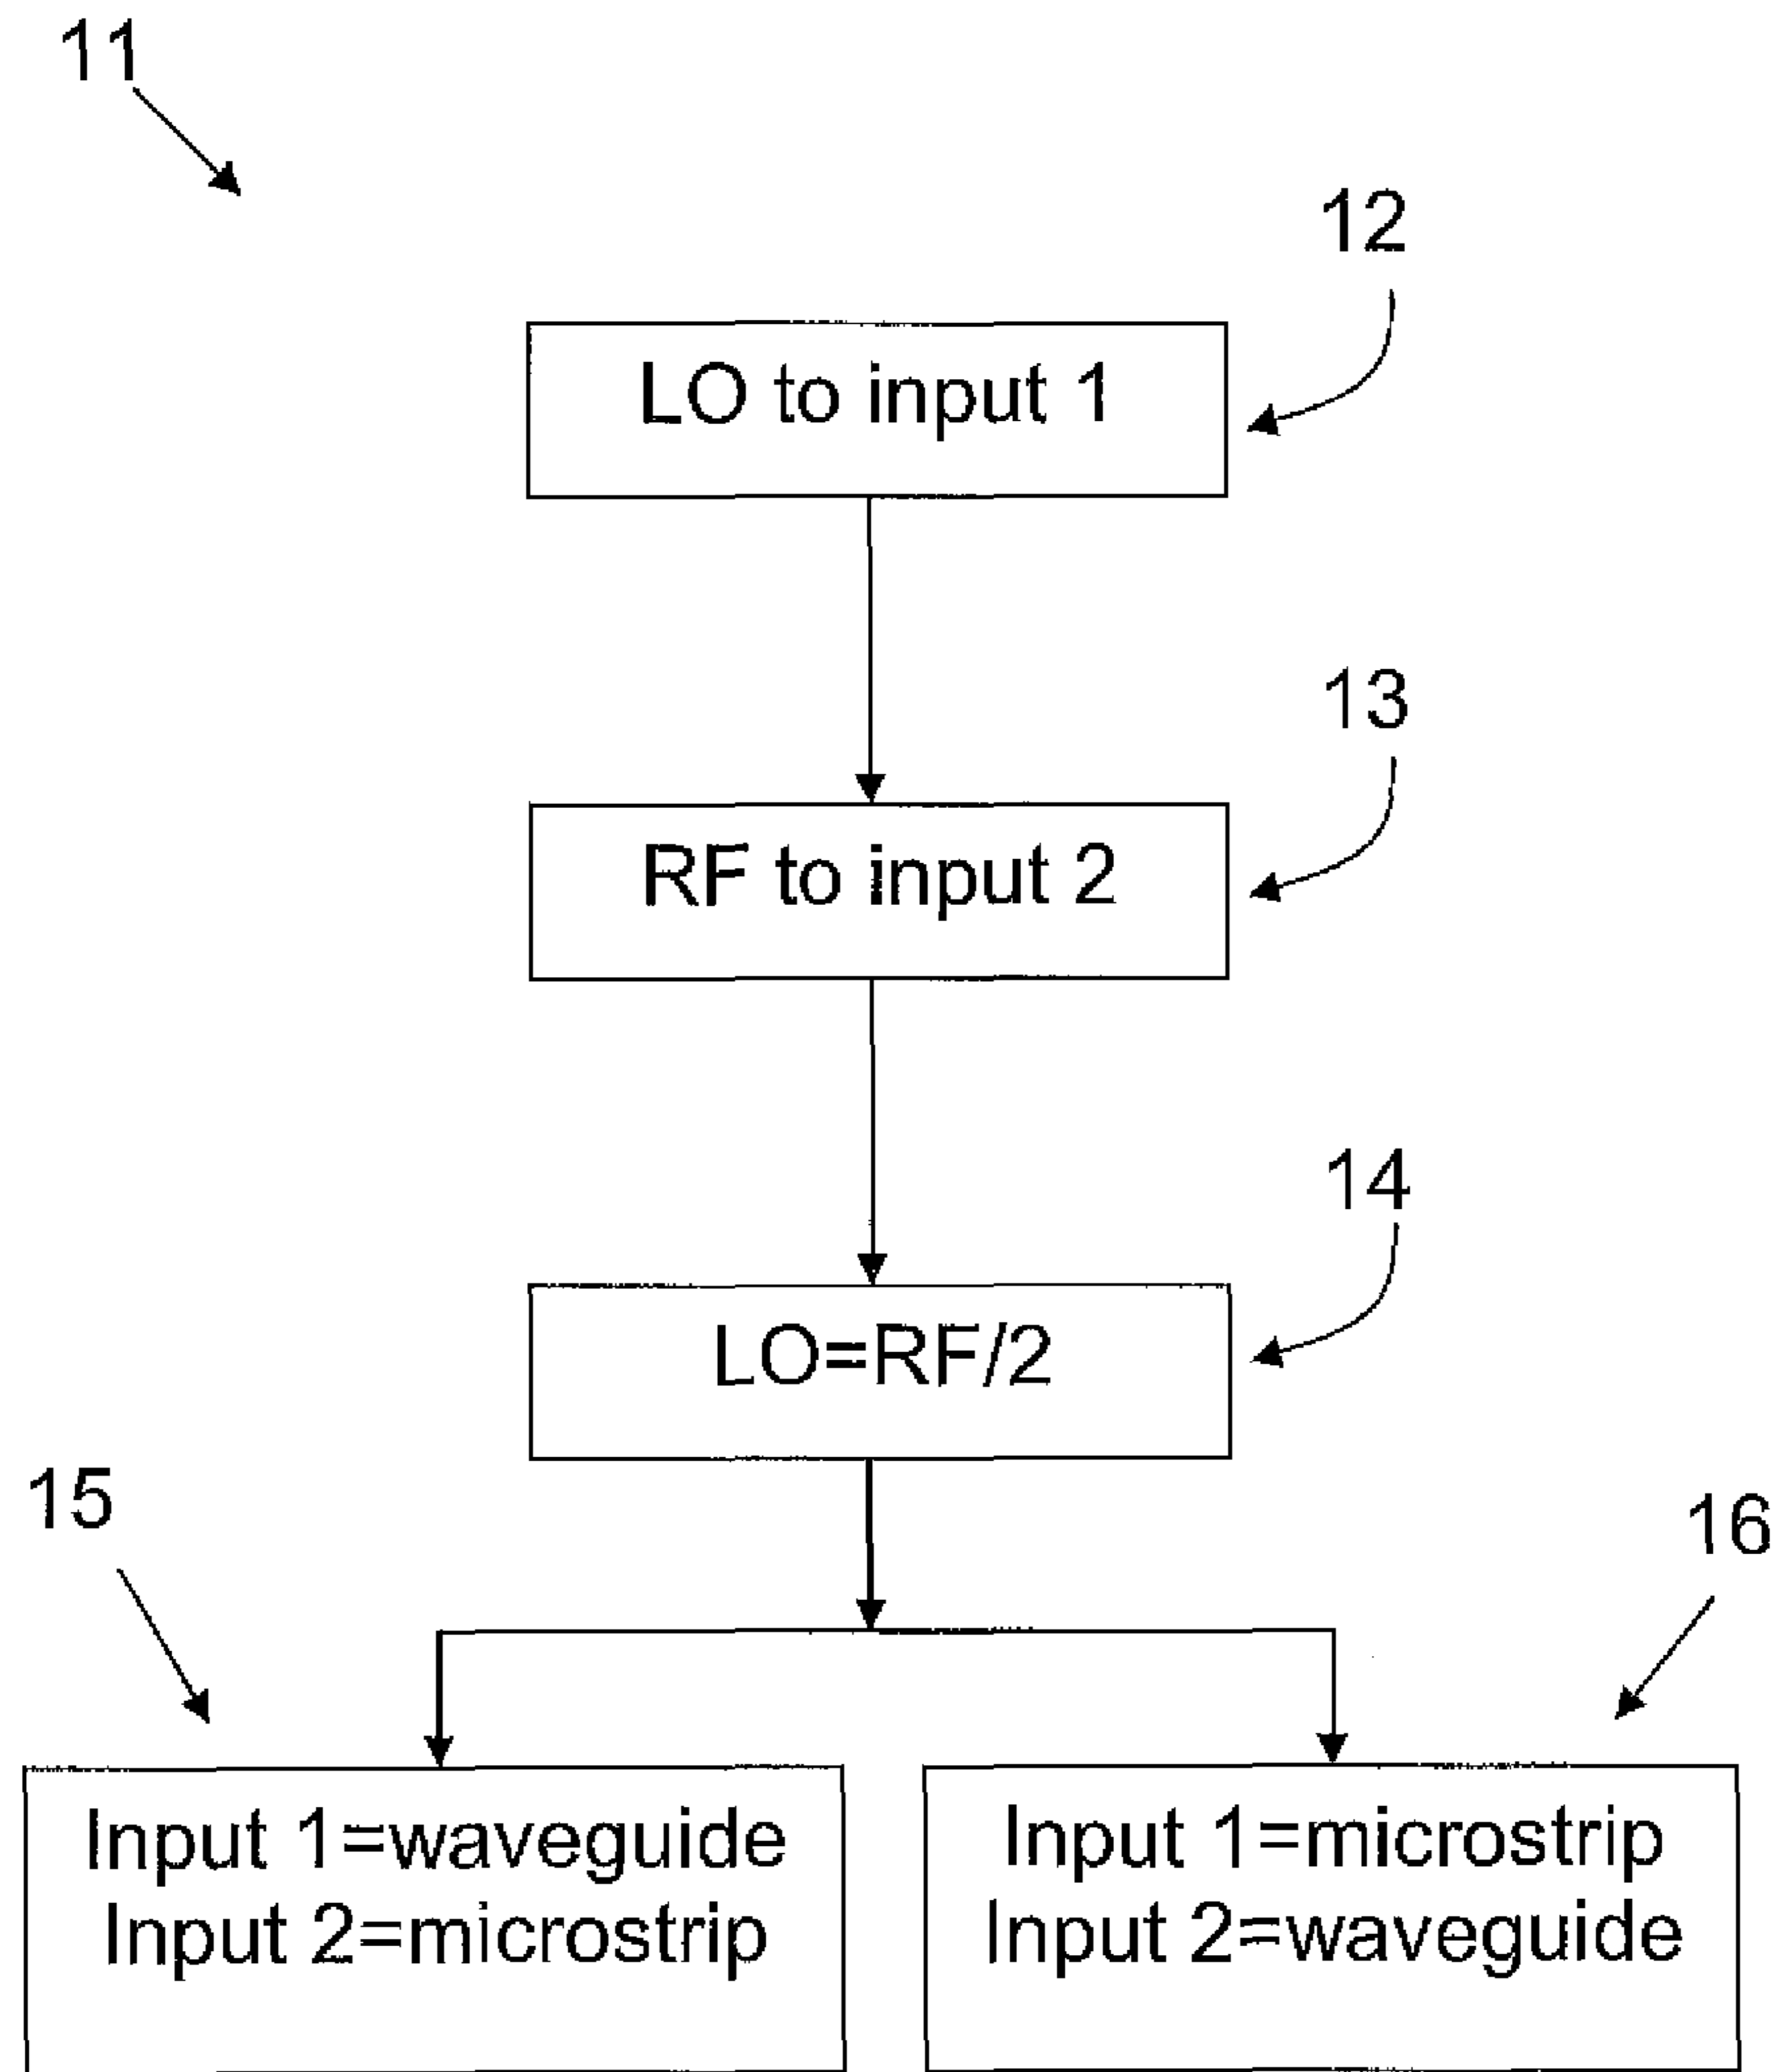 11
12
LO to input 1
13
RF to input 2
14
LO=RF/2
15
16
Input 1=waveguide
Input 2=microstrip
Input 1=microstrip
Input 2=waveguide